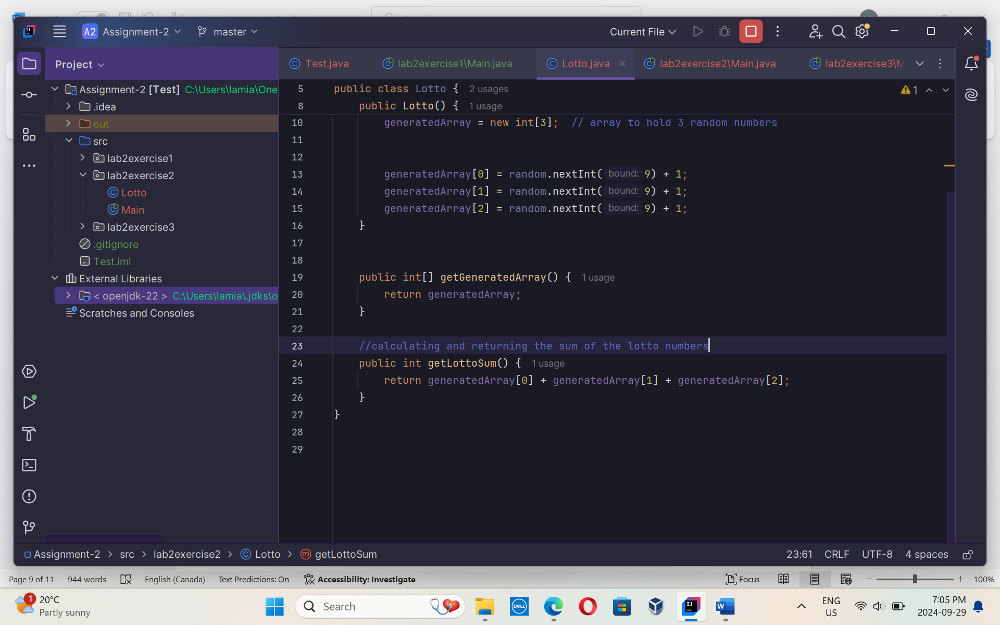 A2 Assignment-2 master Current File
Project
Test.java lab2exercise1\Main.java Lotto.java lab2exercise2\Main.java lab2exercise3\M
Assignment-2 [Test] C:\Users\lamia\One
.idea
out
src
lab2exercise1
lab2exercise2
Lotto
Main
lab2exercise3
.gitignore
Test.iml
External Libraries
< openjdk-22 > C:\Users\lamia\.jdks\o
Scratches and Consoles
1
5 public class Lotto { 2 usages
8 public Lotto() { 1 usage
10 generatedArray = new int[3]; // array to hold 3 random numbers
11
12
13 generatedArray[0] = random.nextInt( bound: 9) + 1;
14 generatedArray[1] = random.nextInt( bound: 9) + 1;
15 generatedArray[2] = random.nextInt( bound: 9) + 1;
16 }
17
18
19 public int[] getGeneratedArray() { 1 usage
20 return generatedArray;
21 }
22
23 //calculating and returning the sum of the lotto numbers
24 public int getLottoSum() { 1 usage
25 return generatedArray[0] + generatedArray[1] + generatedArray[2];
26 }
27 }
28
29
Assignment-2 > src > lab2exercise2 > Lotto > getLottoSum 23:61 CRLF UTF-8 4 spaces
Page 9 of 11 944 words English (Canada) Text Predictions: On Accessibility: Investigate Focus 100%
1 20°C
Partly sunny
Search
DELL
ENG
US
7:05 PM
2024-09-29